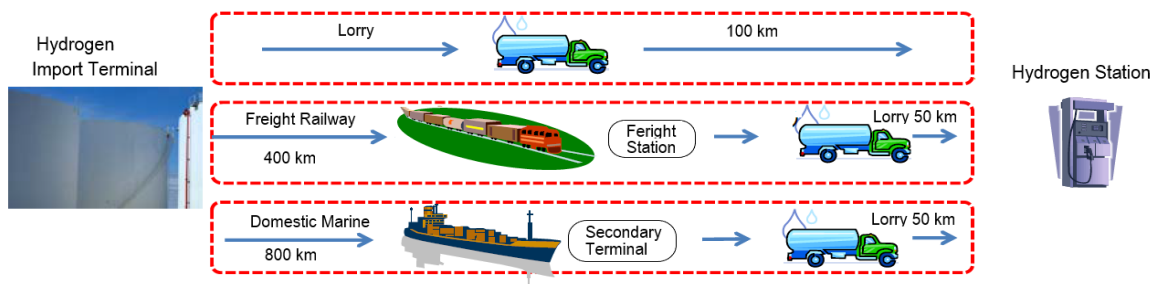 Hydrogen
Import Terminal
Lorry
100 km
Freight Railway
400 km
Feright
Station
Lorry 50 km
Domestic Marine
800 km
Secondary
Terminal
Lorry 50 km
Hydrogen Station